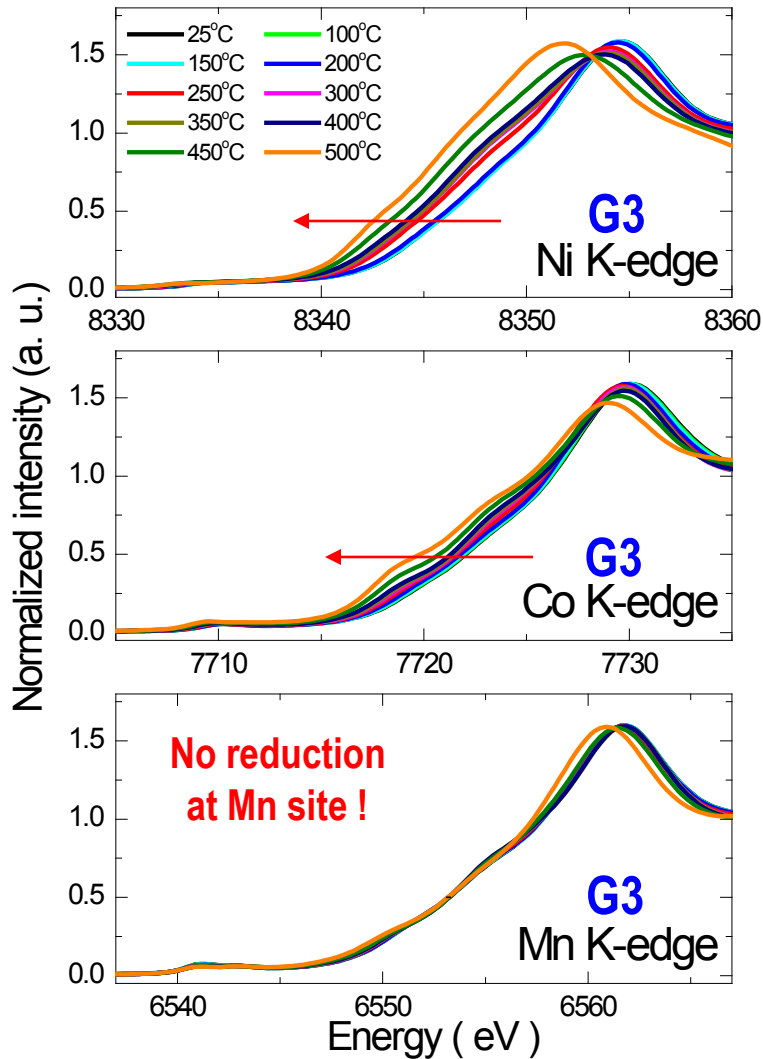 25°C 100°C
150°C 200°C
250°C 300°C
350°C 400°C
450°C 500°C
1.5
1.0
0.5
0.0
G3
Ni K-edge
8330 8340 8350 8360
Normalized intensity (a. u.)
1.5
1.0
0.5
0.0
G3
Co K-edge
7710 7720 7730
1.5
1.0
0.5
0.0
No reduction
at Mn site !
G3
Mn K-edge
6540 6550 6560
Energy ( eV )